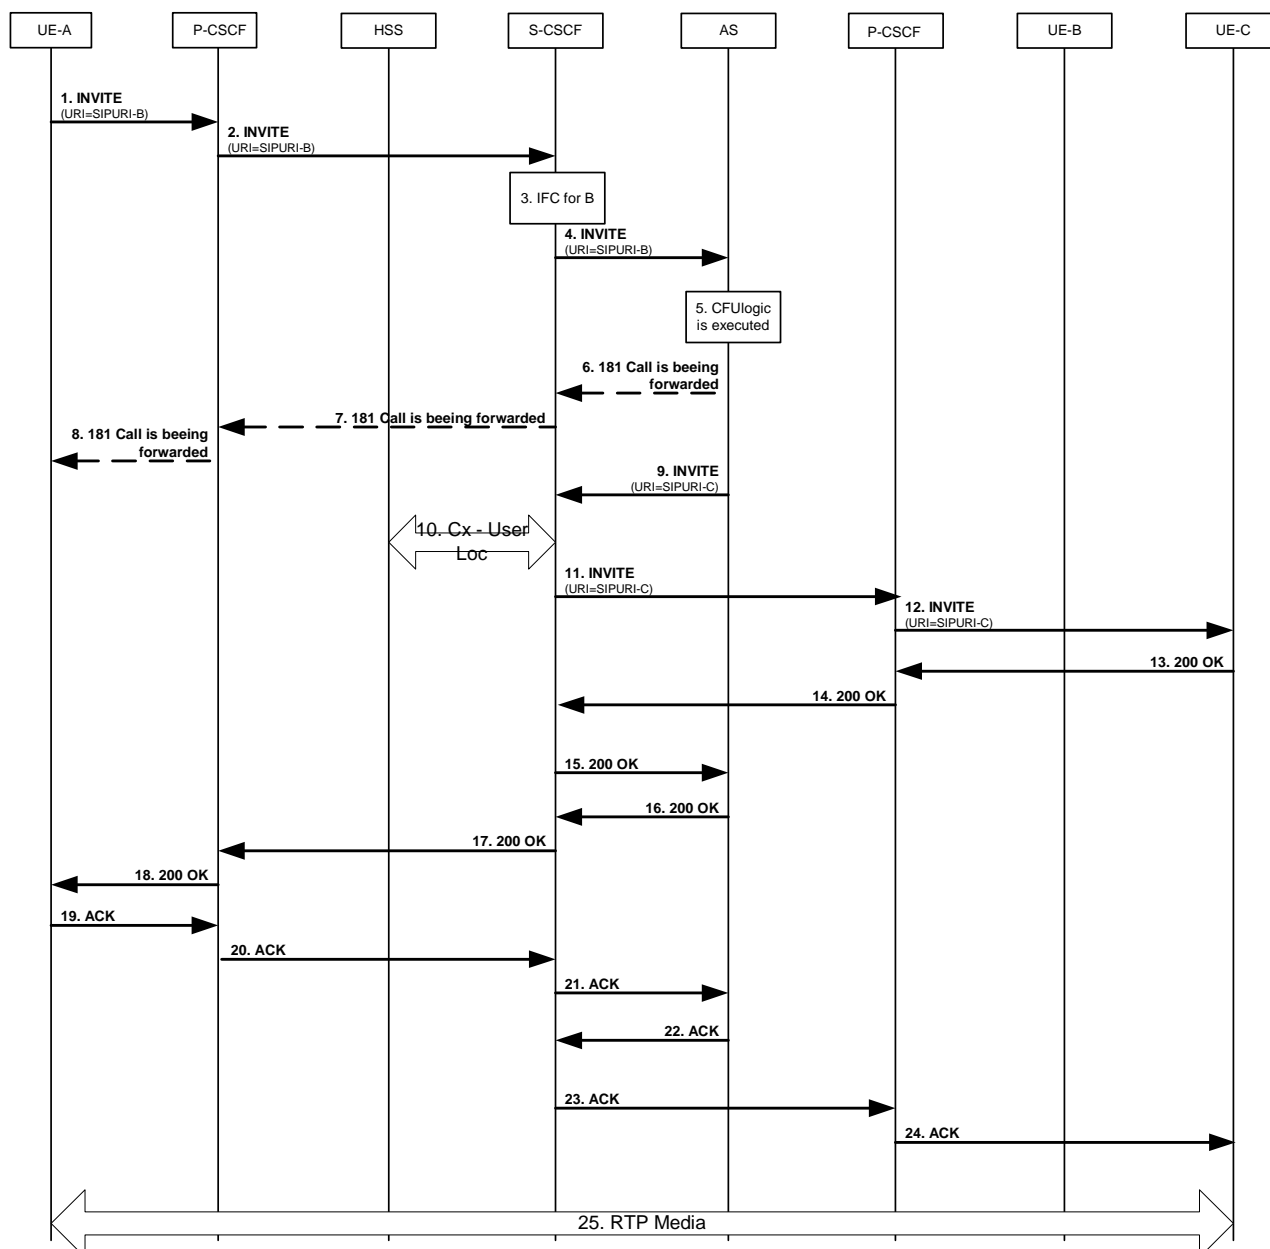 UE-A
P-CSCF
HSS
S-CSCF
AS
P-CSCF
UE-B
UE-C
1. INVITE
(URI=SIPURI-B)
2. INVITE
(URI=SIPURI-B)
3. IFC for B
4. INVITE
(URI=SIPURI-B)
5. CFUlogic
is executed
6. 181 Call is beeing
forwarded
7. 181 Call is beeing forwarded
8. 181 Call is beeing
forwarded
9. INVITE
(URI=SIPURI-C)
10. Cx - User
Loc
11. INVITE
(URI=SIPURI-C)
12. INVITE
(URI=SIPURI-C)
13. 200 OK
14. 200 OK
15. 200 OK
16. 200 OK
17. 200 OK
18. 200 OK
19. ACK
20. ACK
21. ACK
22. ACK
23. ACK
24. ACK
25. RTP Media